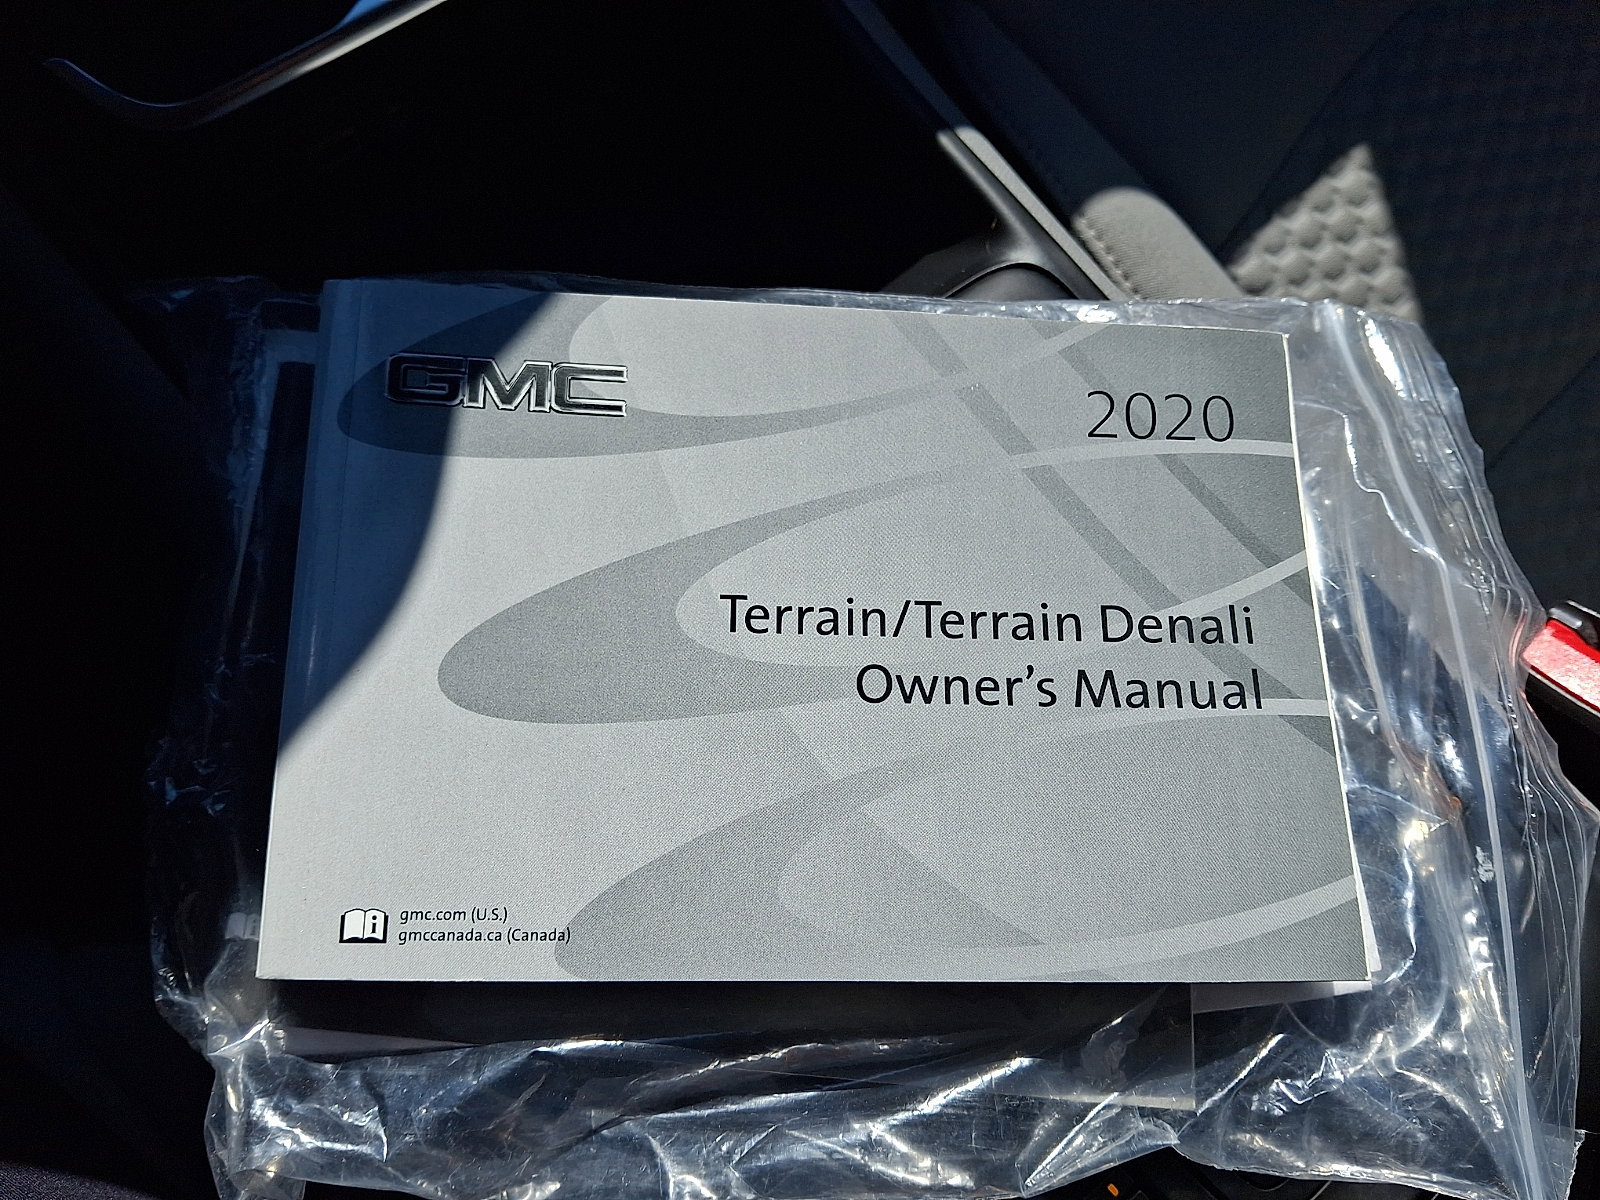 GMC
2020
Terrain/Terrain Denali
Owner's Manual
gmc.com (U.S.)
gmccanada.ca (Canada)